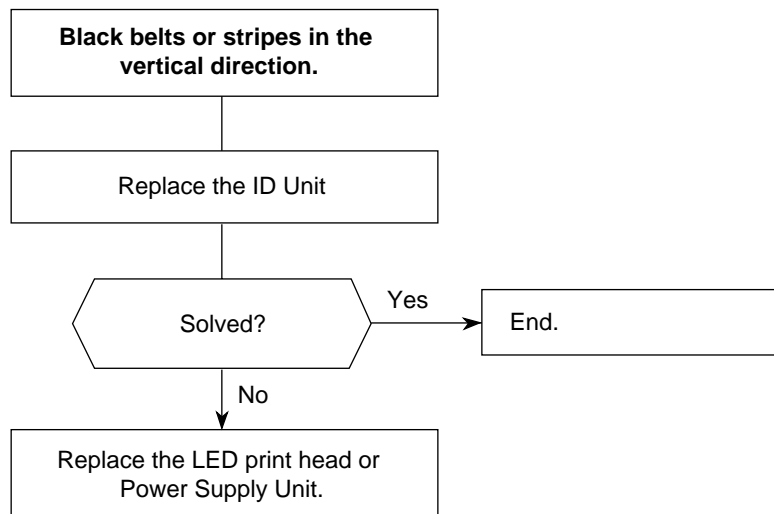 Black belts or stripes in the
vertical direction.
Replace the ID Unit
Solved?
Yes
End.
No
Replace the LED print head or
Power Supply Unit.